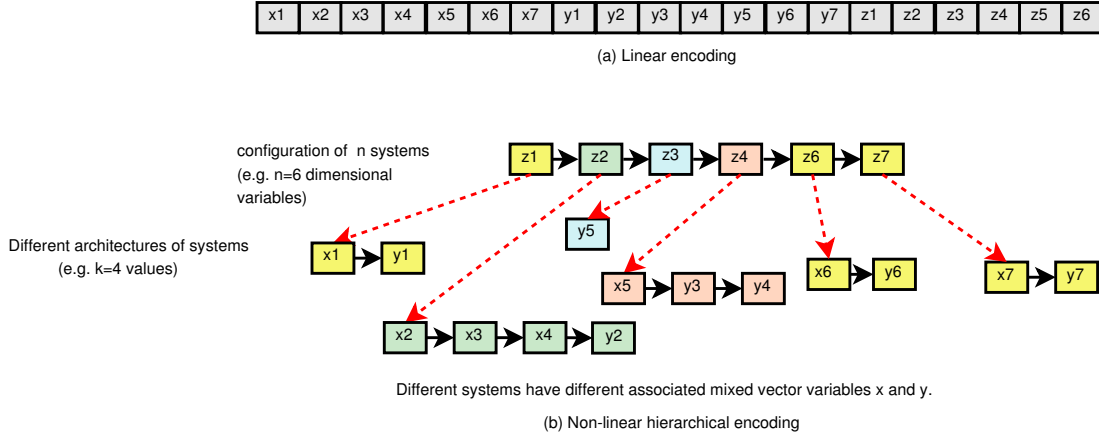 x1 x2 x3 x4 x5 x6 x7 y1 y2 y3 y4 y5 y6 y7 z1 z2 z3 z4 z5 z6
(a) Linear encoding
configuration of n systems
(e.g. n=6 dimensional
variables)
z1 z2 z3 z4 z6 z7
Different architectures of systems
(e.g. k=4 values)
x1 y1
y5
x5 y3 y4
x6 y6
x7 y7
x2 x3 x4 y2
Different systems have different associated mixed vector variables x and y.
(b) Non-linear hierarchical encoding